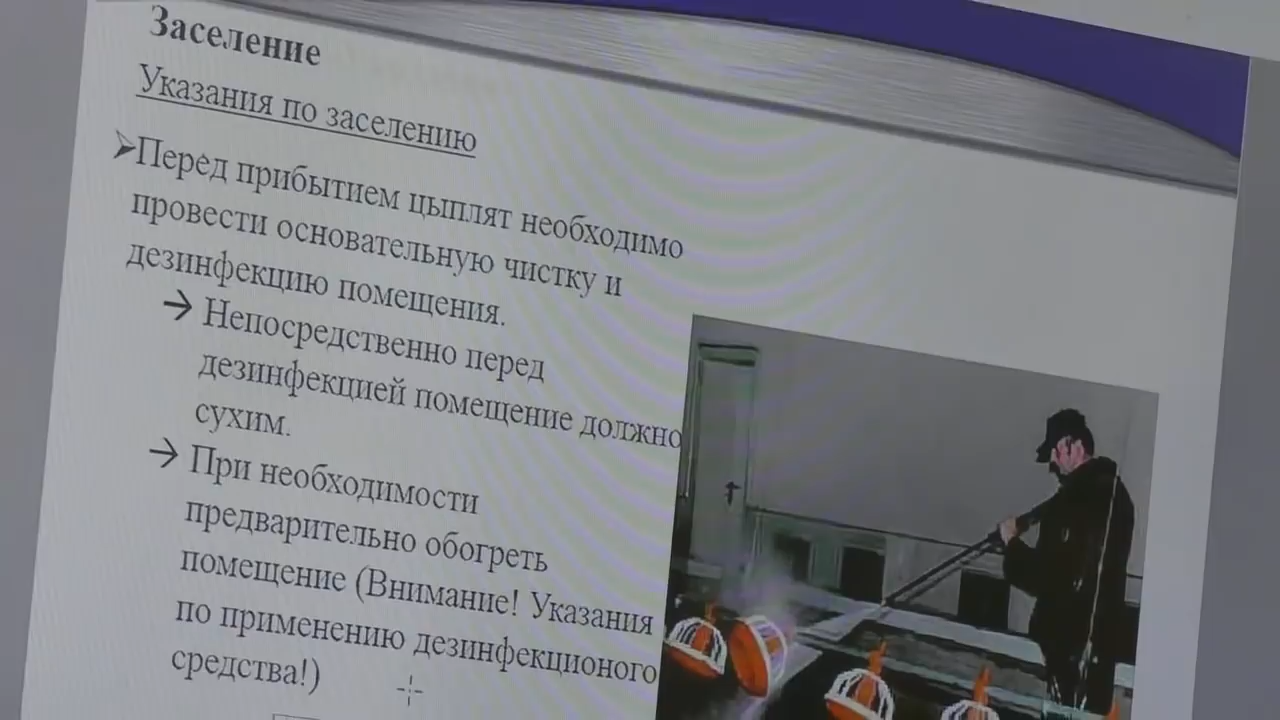 Заселение
Указания по заселению
➢Перед прибытием цыплят необходимо
провести основательную чистку и
дезинфекцию помещения.
→ Непосредственно перед
дезинфекцией помещение должно
сухим.
→ При необходимости
предварительно обогреть
помещение (Внимание! Указания
по применению дезинфекционого
средства!)